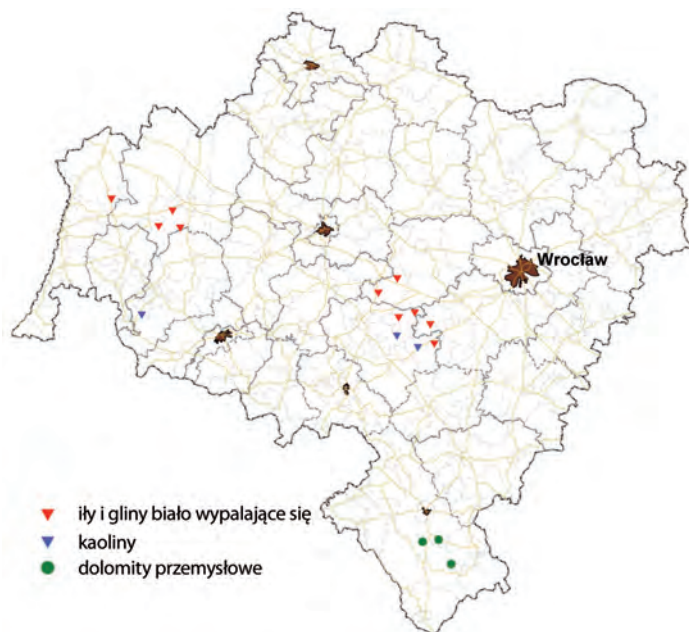 Wrocław
iły i gliny biało wypalające się
kaoliny
dolomity przemysłowe